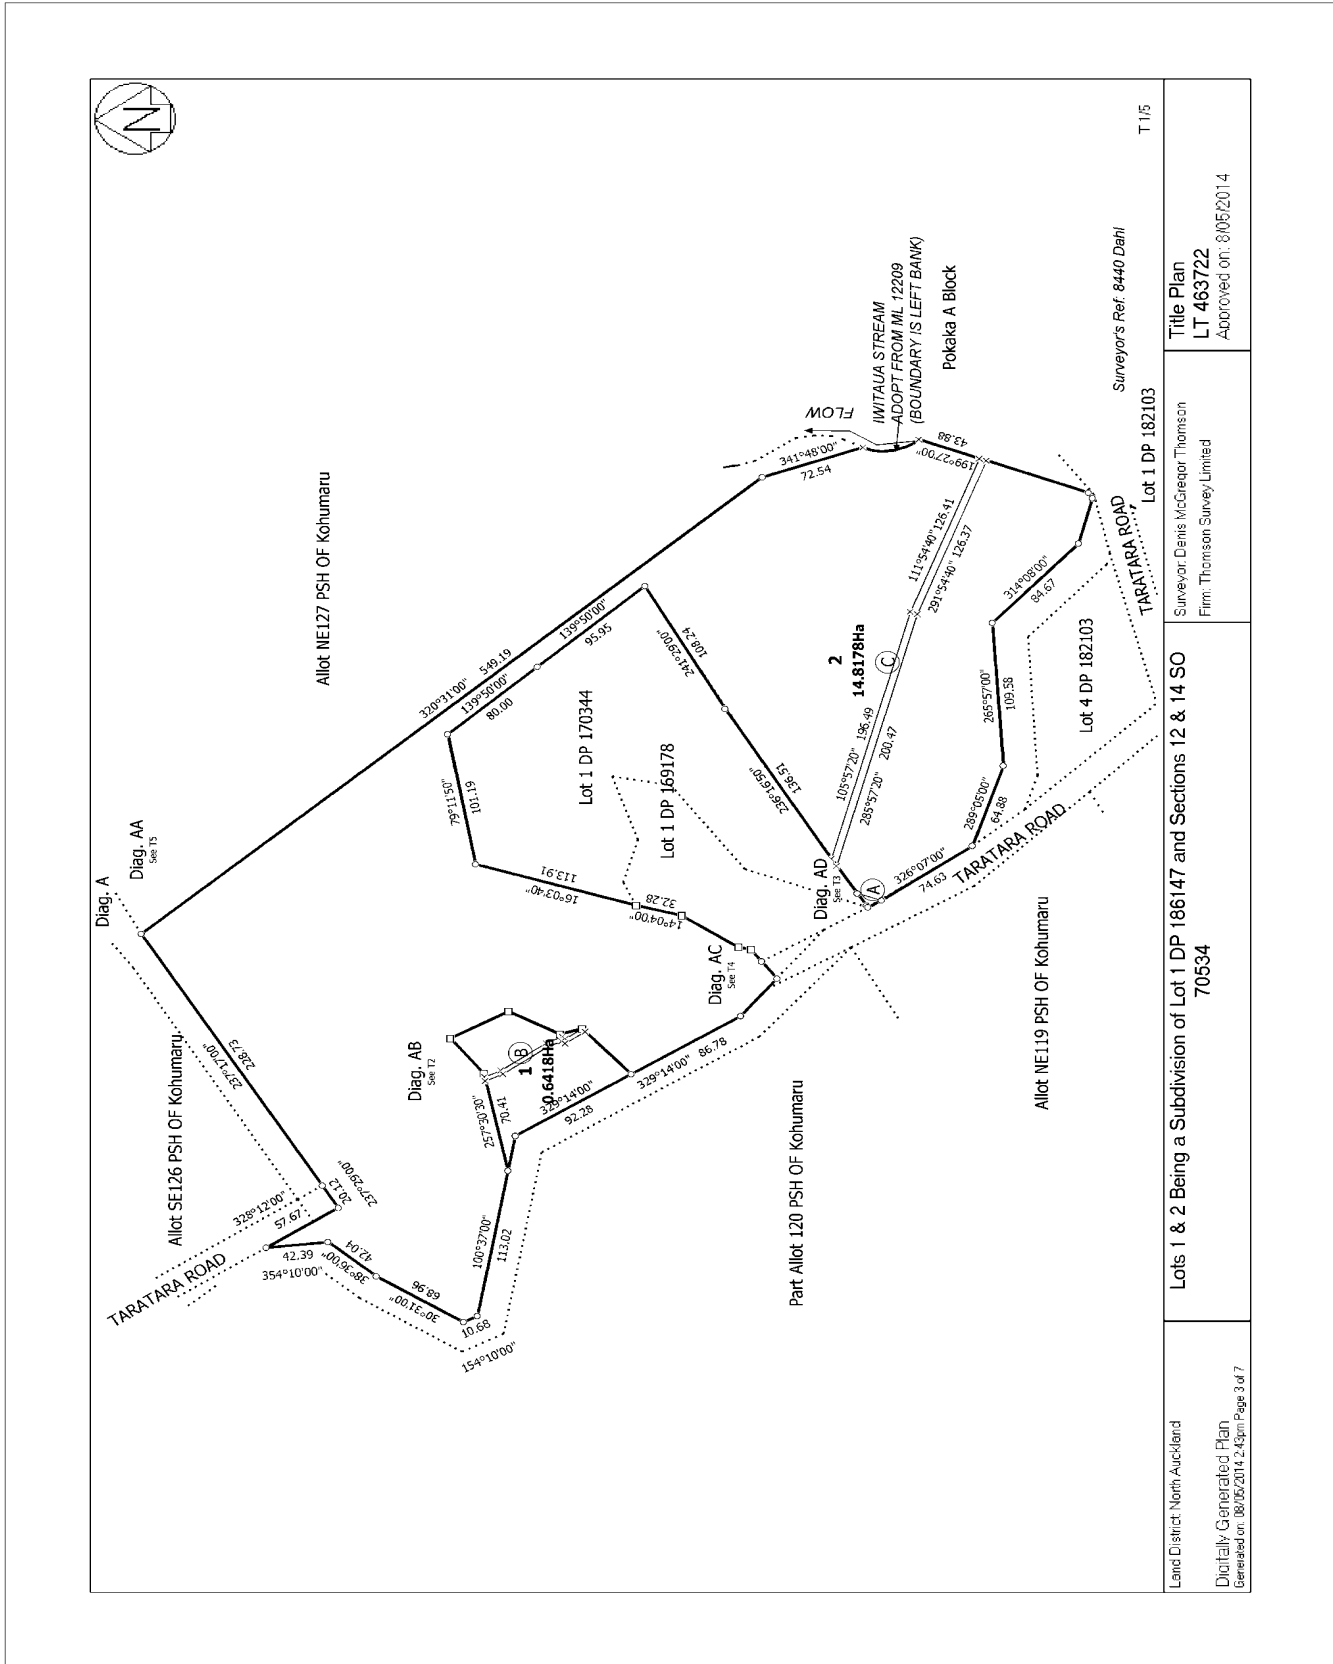 N
Diag. A
Diag. AA
See T5
Allot NE127 PSH OF Kohumaru
Allot SE126 PSH OF Kohumaru
TARATARA ROAD
328°12'00"
57.67
237°17'00"
228.73
237°29'00"
20.12
42.39
354°10'00"
38°36'00"
42.04
30°31'00"
68.96
10.68
154°10'00"
100°37'00"
113.02
257°30'30"
70.41
Diag. AB
See T2
B
1
0.6418Ha
329°14'00"
92.28
329°14'00"
86.78
Diag. AC
See T4
14°04'00"
32.28
16°03'40"
113.91
79°11'50"
101.19
320°31'00"
549.19
139°50'00"
80.00
139°50'00"
95.95
Lot 1 DP 170344
Lot 1 DP 169178
241°29'00"
108.24
236°16'50"
136.51
Diag. AD
See T3
A
326°07'00"
74.63
TARATARA ROAD
289°05'00"
64.88
265°57'00"
109.58
314°08'00"
84.67
105°57'20" 196.49
285°57'20" 200.47
2
14.8178Ha
C
111°54'40" 126.41
291°54'40" 126.37
341°48'00"
72.54
FLOW
IWITAUA STREAM
ADOPT FROM ML 12209
(BOUNDARY IS LEFT BANK)
Pokaka A Block
199°27'00"
43.88
TARATARA ROAD
Lot 1 DP 182103
Lot 4 DP 182103
Allot NE119 PSH OF Kohumaru
Part Allot 120 PSH OF Kohumaru
Surveyor's Ref: 8440 Dahl
T 1/5
Land District: North Auckland
Digitally Generated Plan
Generated on: 08/05/2014 2:43pm Page 3 of 7
Lots 1 & 2 Being a Subdivision of Lot 1 DP 186147 and Sections 12 & 14 SO
70534
Surveyor: Denis McGregor Thomson
Firm: Thomson Survey Limited
Title Plan
LT 463722
Approved on: 8/05/2014